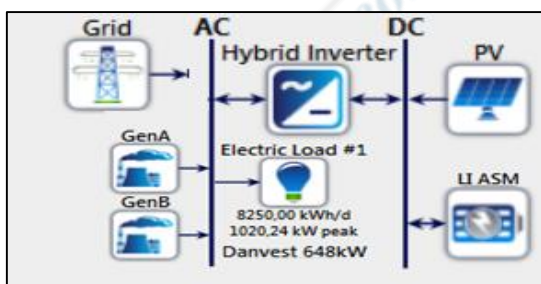 Grid
AC
DC
Hybrid Inverter
PV
GenA
Electric Load #1
LI ASM
GenB
8250,00 kWh/d
1020,24 kW peak
Danvest 648kW